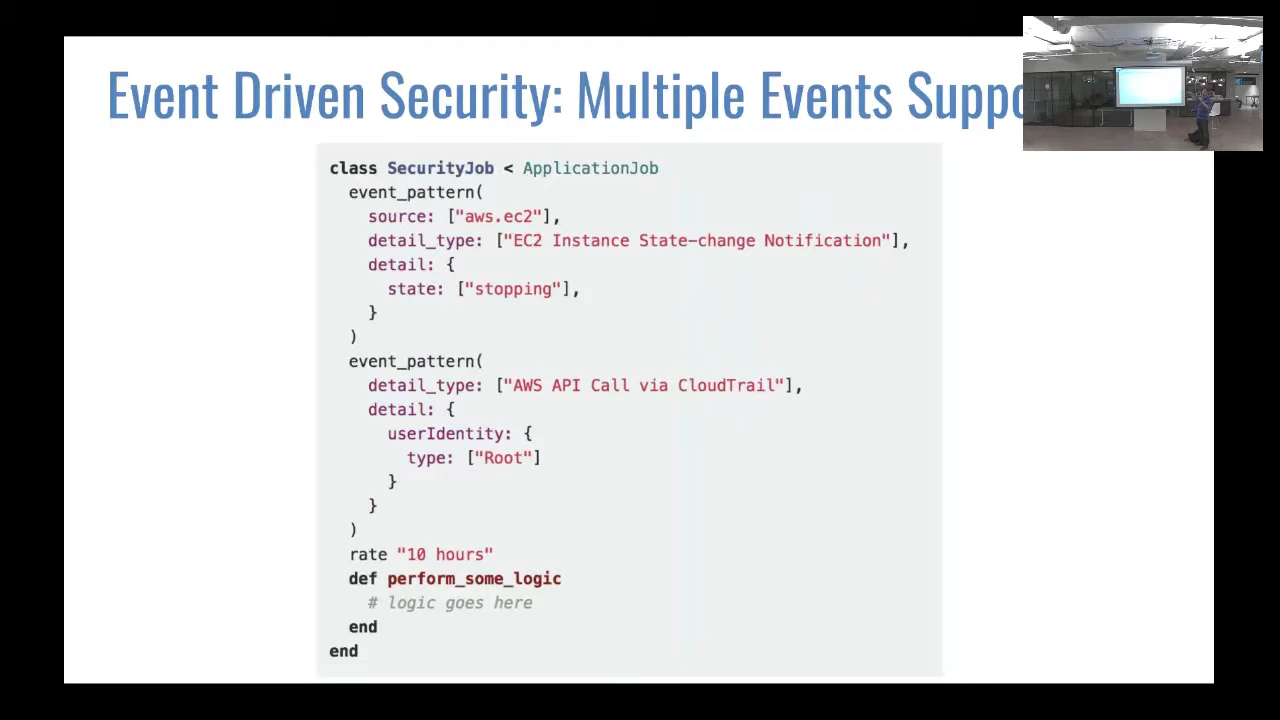 Event Driven Security: Multiple Events Suppo
class SecurityJob < ApplicationJob
  event_pattern(
    source: ["aws.ec2"],
    detail_type: ["EC2 Instance State-change Notification"],
    detail: {
      state: ["stopping"],
    }
  )
  event_pattern(
    detail_type: ["AWS API Call via CloudTrail"],
    detail: {
      userIdentity: {
        type: ["Root"]
      }
    }
  )
  rate "10 hours"
  def perform_some_logic
    # logic goes here
  end
end